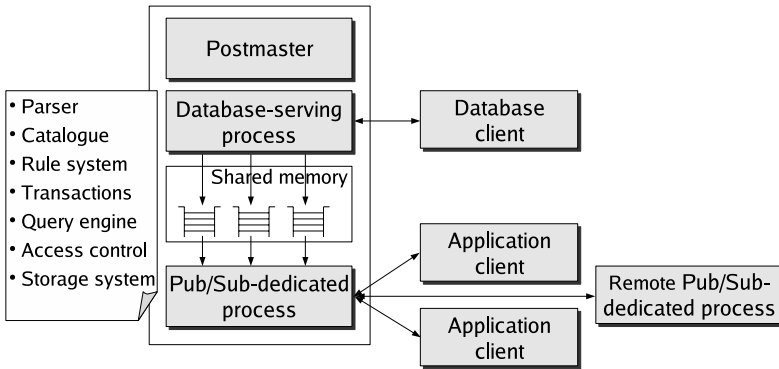 Postmaster
• Parser
• Catalogue
• Rule system
• Transactions
• Query engine
• Access control
• Storage system
Database-serving
process
Database
client
Shared memory
Pub/Sub-dedicated
process
Application
client
Application
client
Remote Pub/Sub-
dedicated process